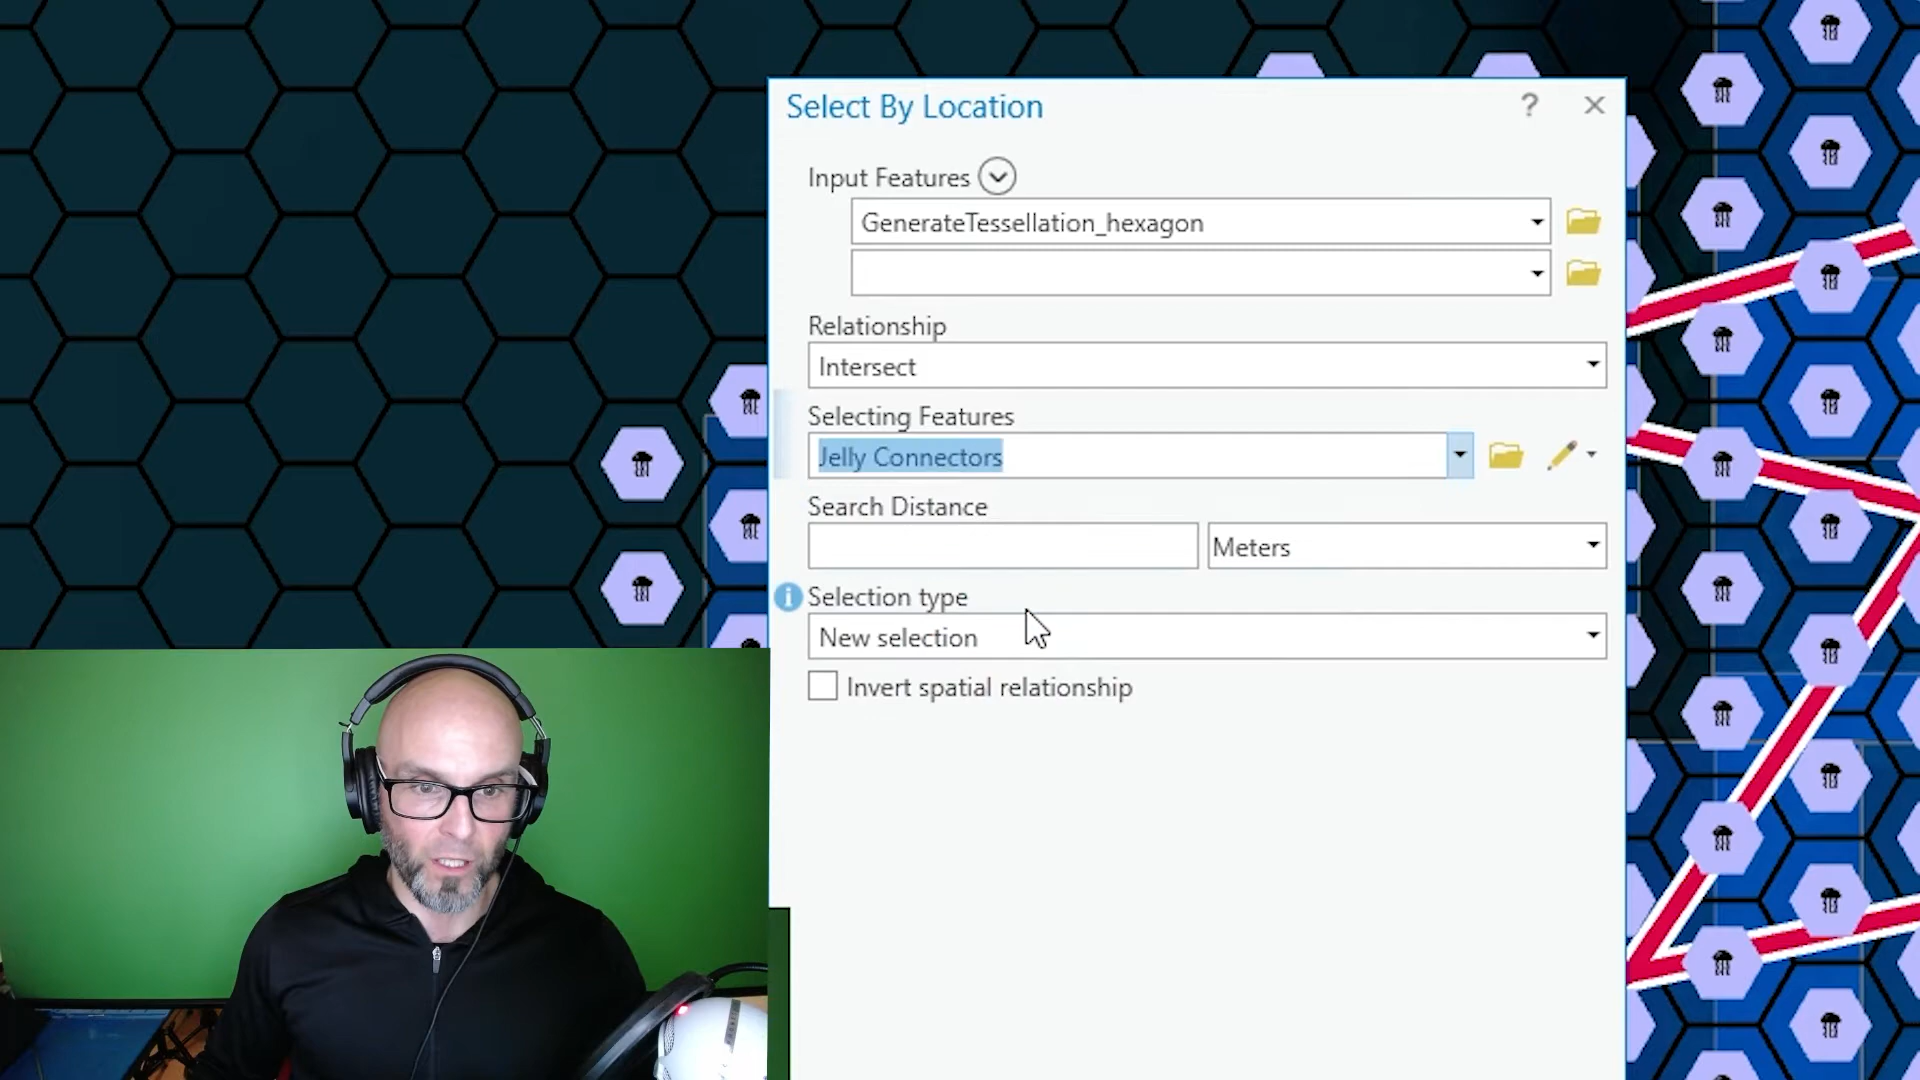 Select By Location
?
Input Features
GenerateTessellation_hexagon
Relationship
Intersect
Selecting Features
Jelly Connectors
Search Distance
Meters
Selection type
New selection
Invert spatial relationship